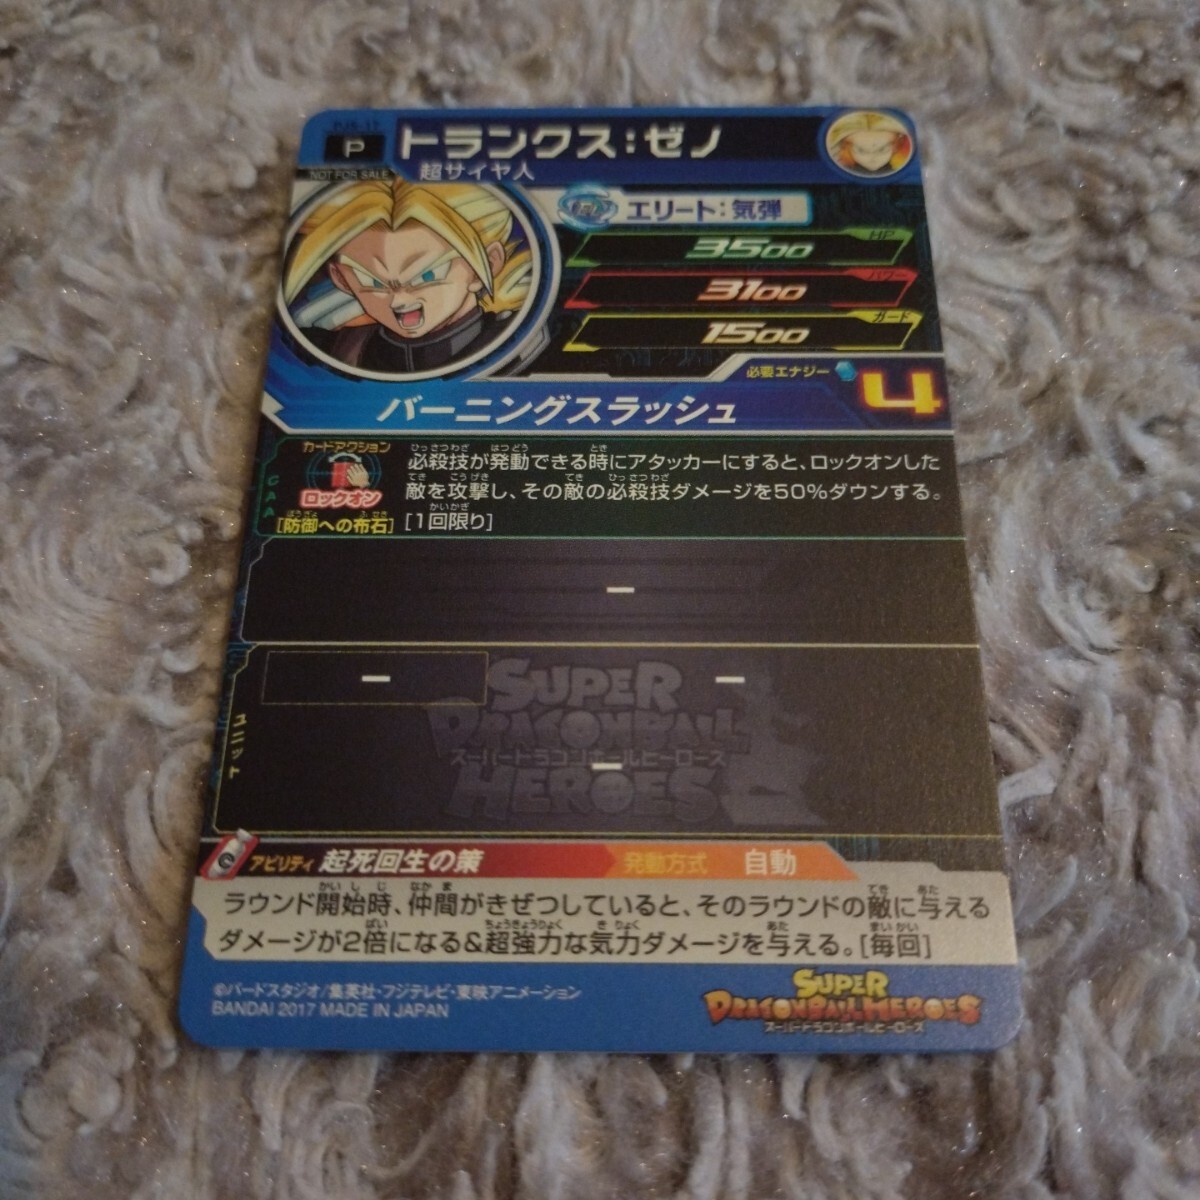 P
NOT FOR SALE
トランクス:ゼノ
超サイヤ人
エリート:気弾
HP
3500
パワー
3100
ガード
1500
必要エナジー
4
バーニングスラッシュ
CAA
カードアクション
ロックオン
[防御への布石]
必殺技が発動できる時にアタッカーにすると、ロックオンした
敵を攻撃し、その敵の必殺技ダメージを50%ダウンする。
[1回限り]
ー
ユニット
ー
ー
ー
SUPER
DRAGONBALL
スーパードラゴンボールヒーローズ
HEROES
アビリティ 起死回生の策 発動方式 自動
ラウンド開始時、仲間がきぜつしていると、そのラウンドの敵に与える
ダメージが2倍になる&超強力な気力ダメージを与える。[毎回]
©バードスタジオ/集英社・フジテレビ・東映アニメーション
BANDAI 2017 MADE IN JAPAN
SUPER
DRAGONBALL HEROES
スーパードラゴンボールヒーローズ